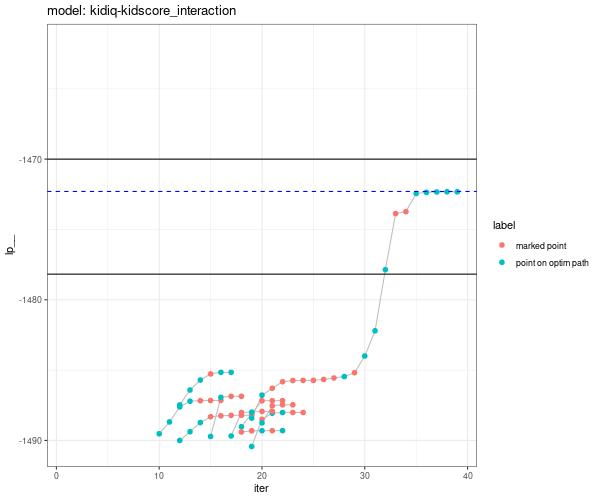 model: kidiq-kidscore_interaction
-1470
-1480
-1490
lp__
0
10
20
30
40
iter
label
marked point
point on optim path